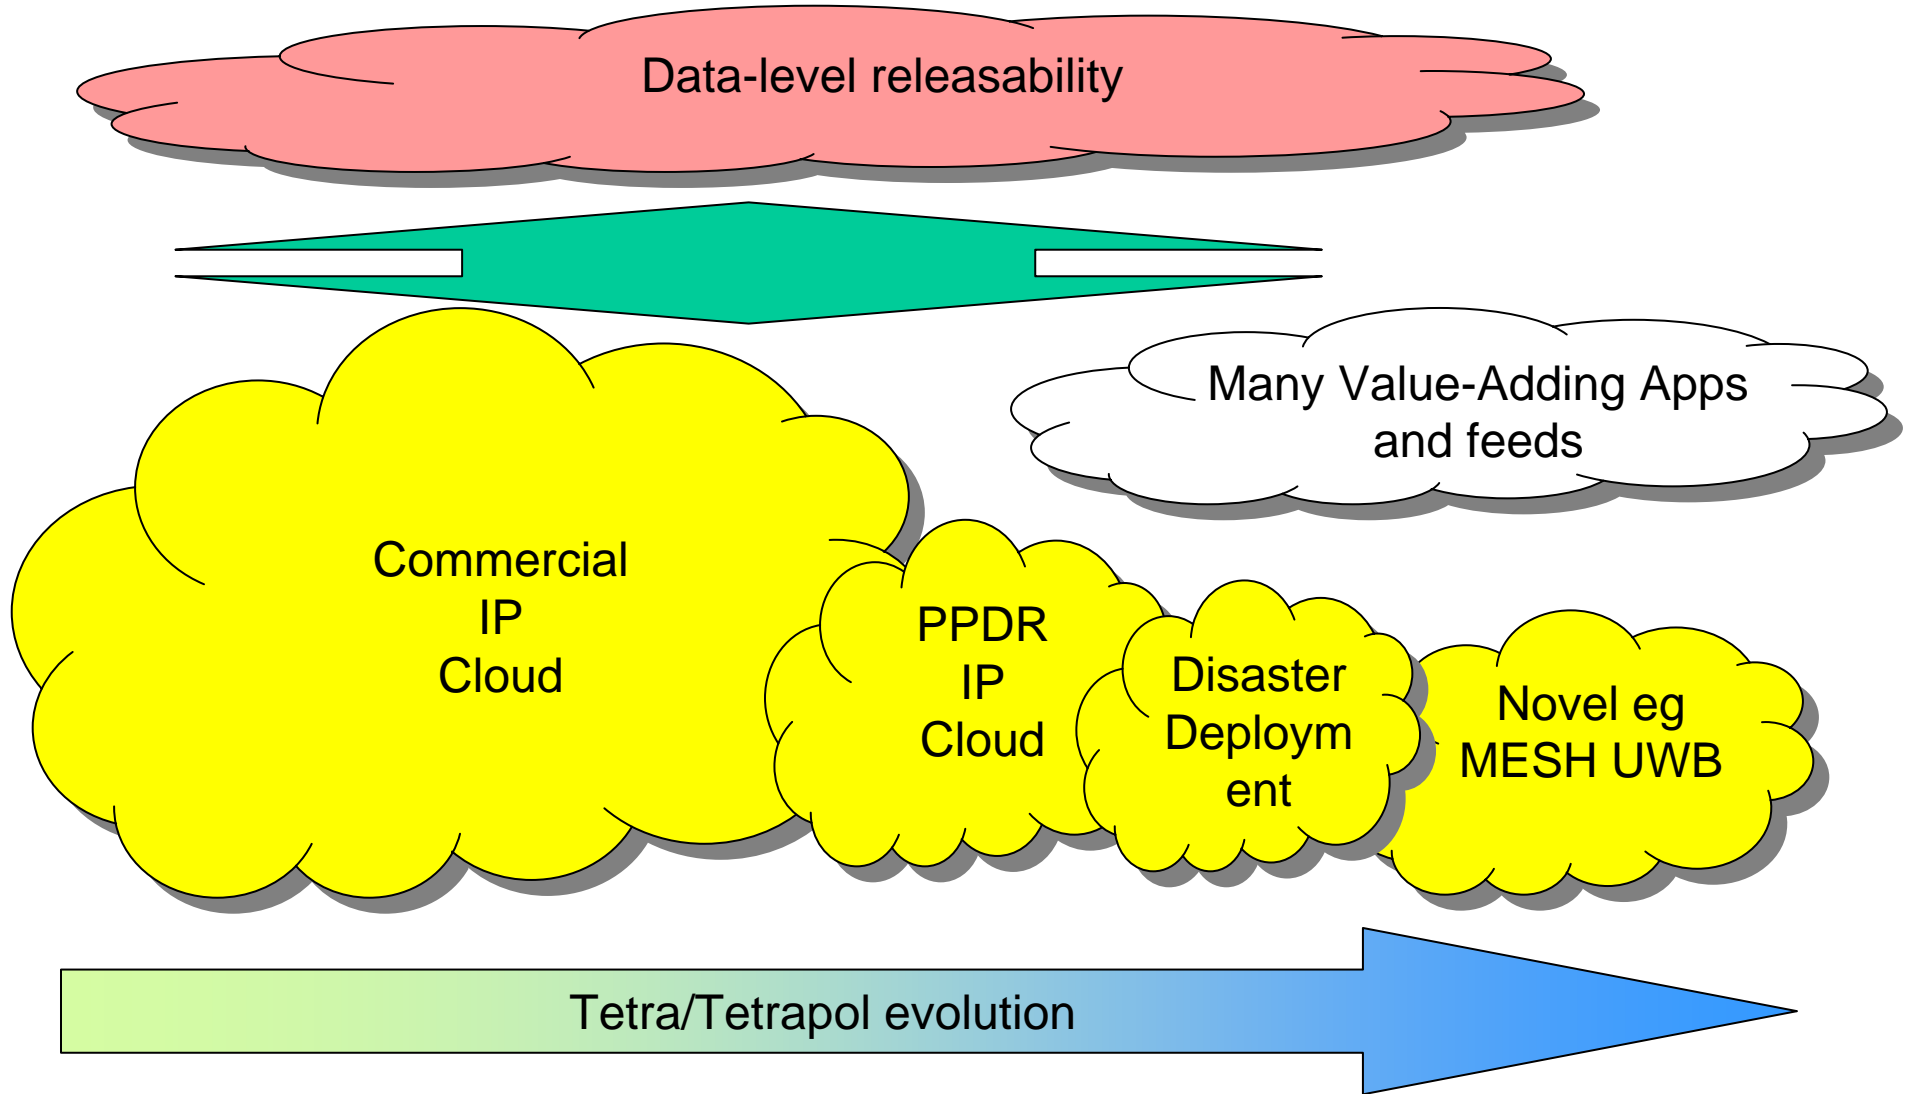 Data-level releasability
Many Value-Adding Apps
and feeds
Commercial
IP
Cloud
PPDR
IP
Cloud
Disaster
Deploym
ent
Novel eg
MESH UWB
Tetra/Tetrapol evolution